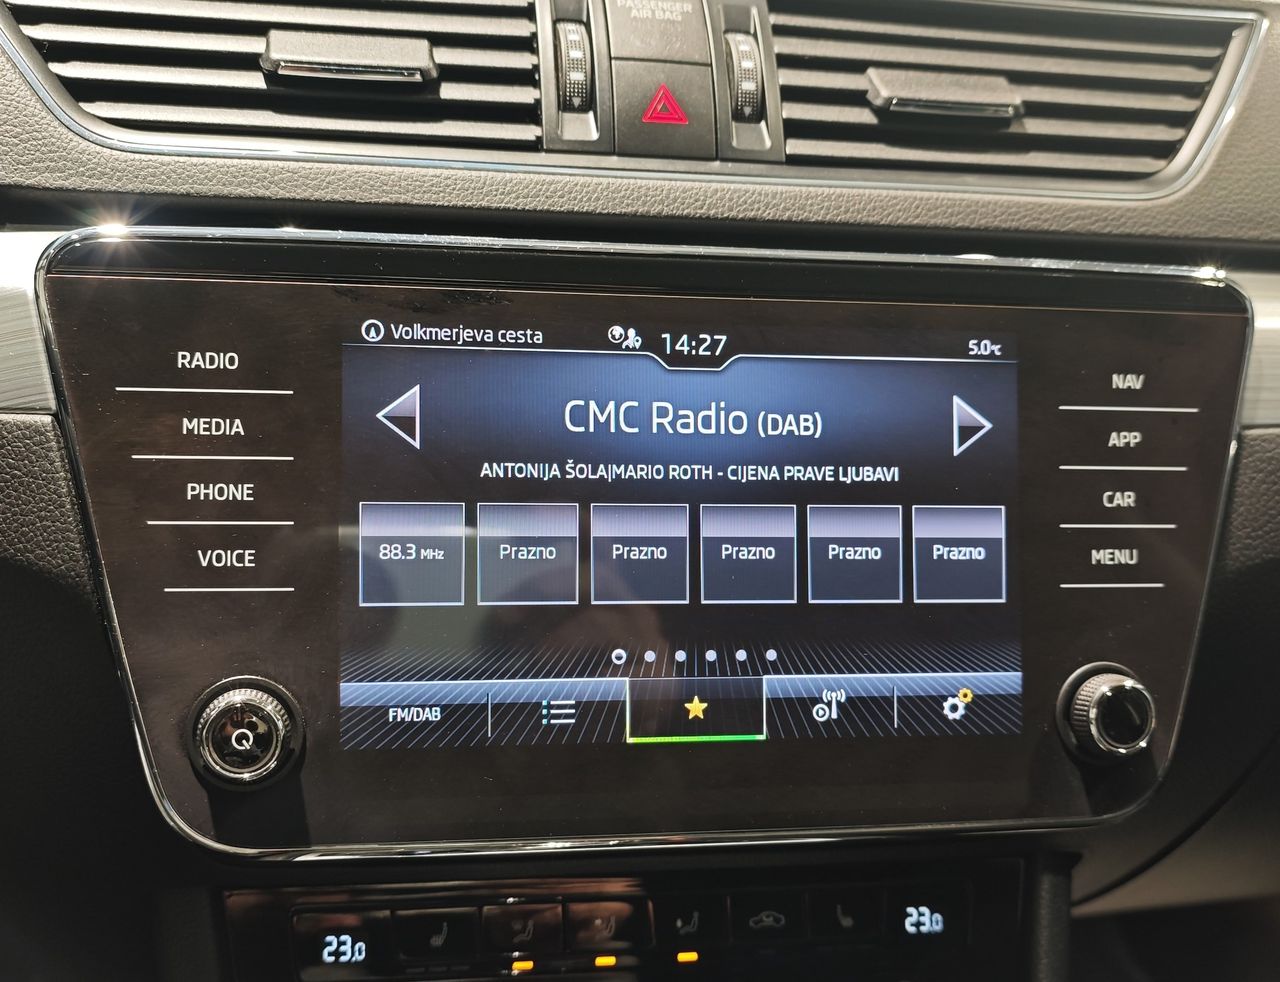 PASSENGER
AIR BAG
Volkmerjeva cesta
14:27
5.0°C
RADIO
MEDIA
PHONE
VOICE
CMC Radio (DAB)
ANTONIJA ŠOLA|MARIO ROTH - CIJENA PRAVE LJUBAVI
88.3 MHz
Prazno
Prazno
Prazno
Prazno
Prazno
FM/DAB
NAV
APP
CAR
MENU
23.0
23.0